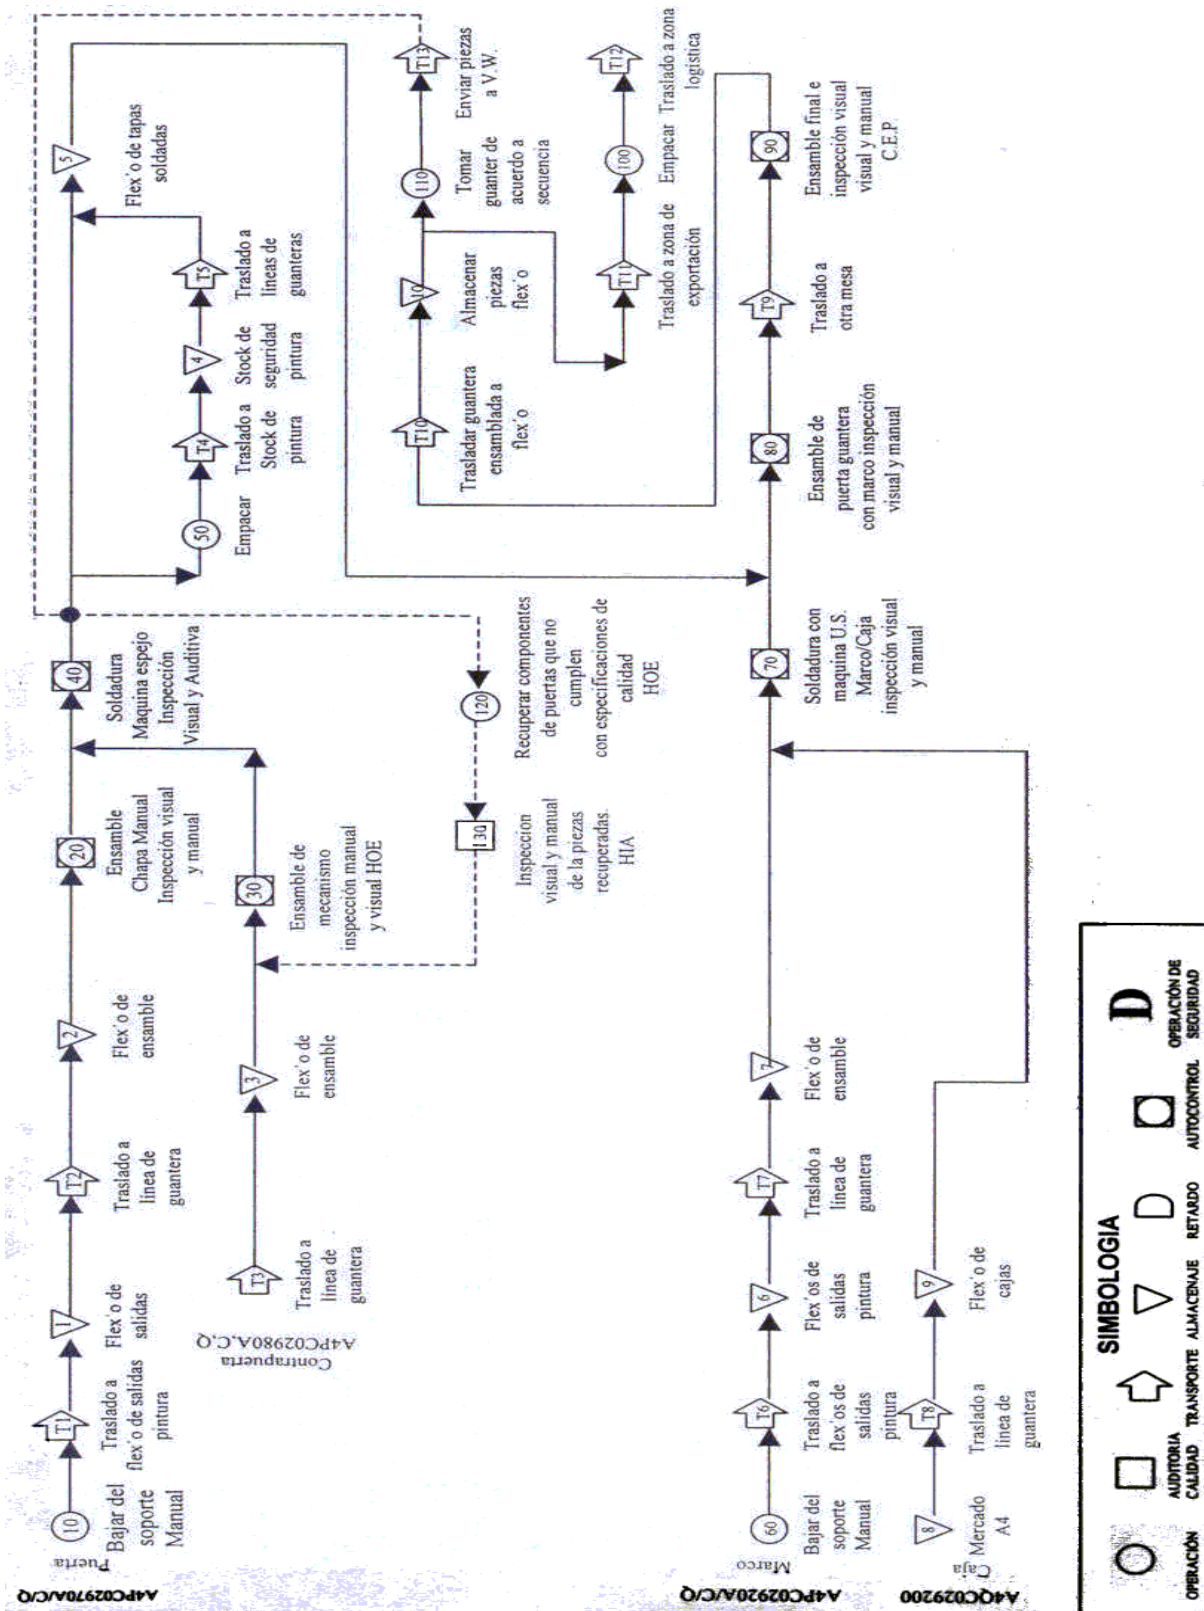 A4PC02970A/C/Q
Puerta
10
Bajar del
soporte
Manual
T1
Traslado a
flex'o de salidas
pintura
1
Flex'o de
salidas
T2
Traslado a
línea de
guantera
2
Flex'o de
ensamble
20
Ensamble
Chapa Manual
Inspección visual
y manual
40
Soldadura
Maquina espejo
Inspección
Visual y Auditiva
5
Flex'o de tapas
soldadas
50
Empacar
T4
Traslado a
Stock de
pintura
4
Stock de
seguridad
pintura
T5
Traslado a
lineas de
guanteras
Contrapuerta
A4PC02980A,C,Q
T3
Traslado a
línea de
guantera
3
Flex'o de
ensamble
30
Ensamble de
mecanismo
inspección manual
y visual HOE
120
Recuperar componentes
de puertas que no
cumplen
con especificaciones de
calidad
HOE
130
Inspeccion
visual y manual
de la piezas
recuperadas.
HIA
T10
Trasladar guantera
ensamblada a
flex'o
10
Almacenar
piezas
flex'o
110
Tomar
guanter de
acuerdo a
secuencia
T13
Enviar piezas
a V.W.
T11
Traslado a zona de
exportación
100
Empacar
T12
Traslado a zona
logística
A4PC02920A/C/Q
Marco
60
Bajar del
soporte
Manual
T6
Traslado a
flex'os de
salidas
pintura
6
Flex'os de
salidas
pintura
T7
Traslado a
línea de
guantera
7
Flex'o de
ensamble
70
Soldadura con
maquina U.S.
Marco/Caja
inspección visual
y manual
80
Ensamble de
puerta guantera
con marco inspección
visual y manual
T9
Traslado a
otra mesa
90
Ensamble final e
inspección visual
visual y manual
C.E.P.
A4QC029200
Caja
8
Mercado
A4
T8
Traslado a
línea de
guantera
9
Flex'o de
cajas
SIMBOLOGIA
OPERACIÓN
AUDITORIA
CALIDAD
TRANSPORTE
ALMACENAJE
RETARDO
AUTOCONTROL
D
OPERACIÓN DE
SEGURIDAD